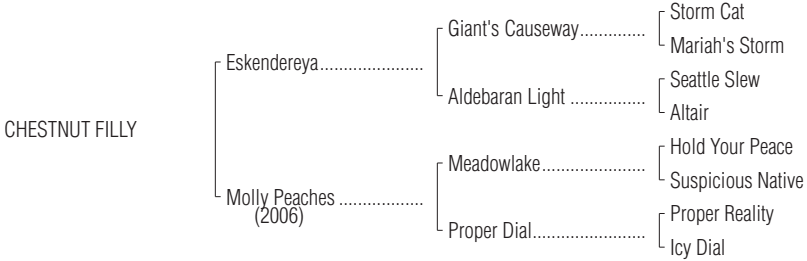 Storm Cat
Giant's Causeway..............
Mariah's Storm
Eskendereya......................
Seattle Slew
Aldebaran Light ................
Altair
CHESTNUT FILLY
Hold Your Peace
Meadowlake......................
Suspicious Native
Molly Peaches ..................
(2006)
Proper Reality
Proper Dial........................
Icy Dial